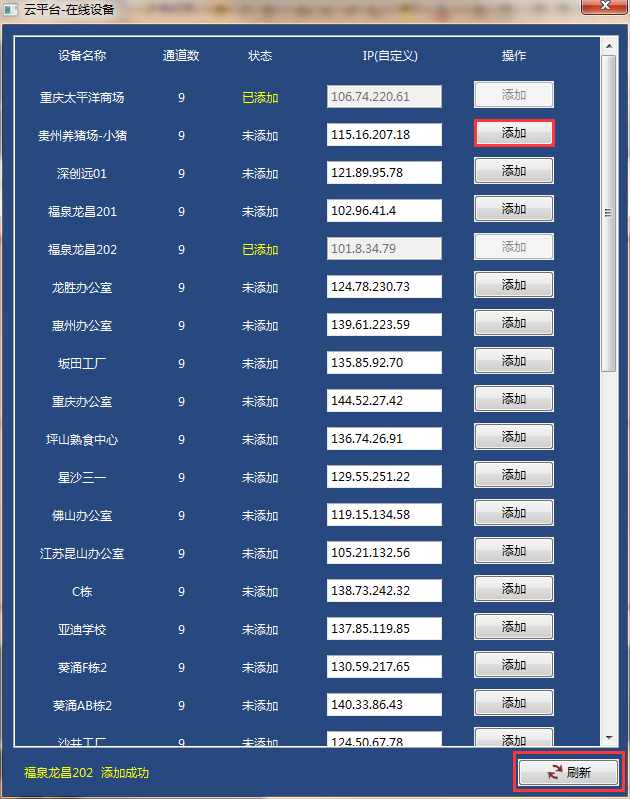 云平台-在线设备
设备名称 通道数 状态 IP(自定义) 操作
重庆太平洋商场 9 已添加 106.74.220.61 添加
贵州养猪场-小猪 9 未添加 115.16.207.18 添加
深创远01 9 未添加 121.89.95.78 添加
福泉龙昌201 9 未添加 102.96.41.4 添加
福泉龙昌202 9 已添加 101.8.34.79 添加
龙胜办公室 9 未添加 124.78.230.73 添加
惠州办公室 9 未添加 139.61.223.59 添加
坂田工厂 9 未添加 135.85.92.70 添加
重庆办公室 9 未添加 144.52.27.42 添加
坪山熟食中心 9 未添加 136.74.26.91 添加
星沙三一 9 未添加 129.55.251.22 添加
佛山办公室 9 未添加 119.15.134.58 添加
江苏昆山办公室 9 未添加 105.21.132.56 添加
C栋 9 未添加 138.73.242.32 添加
亚迪学校 9 未添加 137.85.119.85 添加
葵涌F栋2 9 未添加 130.59.217.65 添加
葵涌AB栋2 9 未添加 140.33.86.43 添加
沙井工厂 9 未添加 124.50.67.78 添加
福泉龙昌202 添加成功 刷新